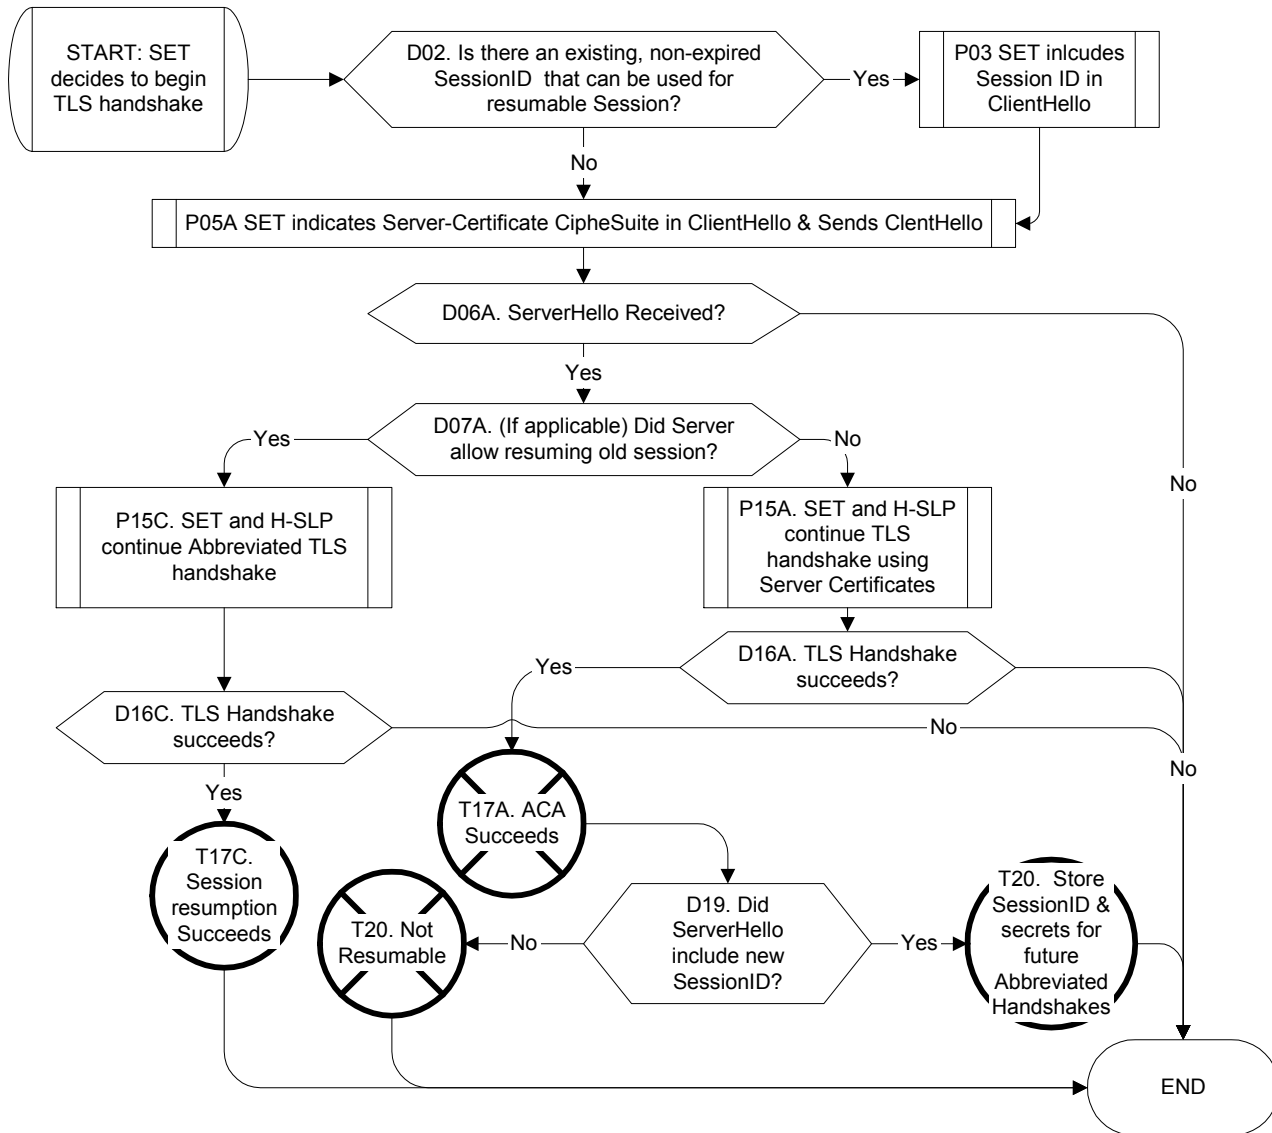 START: SET
decides to begin
TLS handshake
D02. Is there an existing, non-expired
SessionID that can be used for
resumable Session?
Yes
P03 SET inlcudes
Session ID in
ClientHello
No
P05A SET indicates Server-Certificate CipheSuite in ClientHello & Sends ClentHello
D06A. ServerHello Received?
Yes
D07A. (If applicable) Did Server
allow resuming old session?
Yes
No
No
P15C. SET and H-SLP
continue Abbreviated TLS
handshake
P15A. SET and H-SLP
continue TLS
handshake using
Server Certificates
D16A. TLS Handshake
succeeds?
Yes
D16C. TLS Handshake
succeeds?
No
No
Yes
T17A. ACA
Succeeds
T17C.
Session
resumption
Succeeds
T20. Not
Resumable
No
D19. Did
ServerHello
include new
SessionID?
Yes
T20. Store
SessionID &
secrets for
future
Abbreviated
Handshakes
END